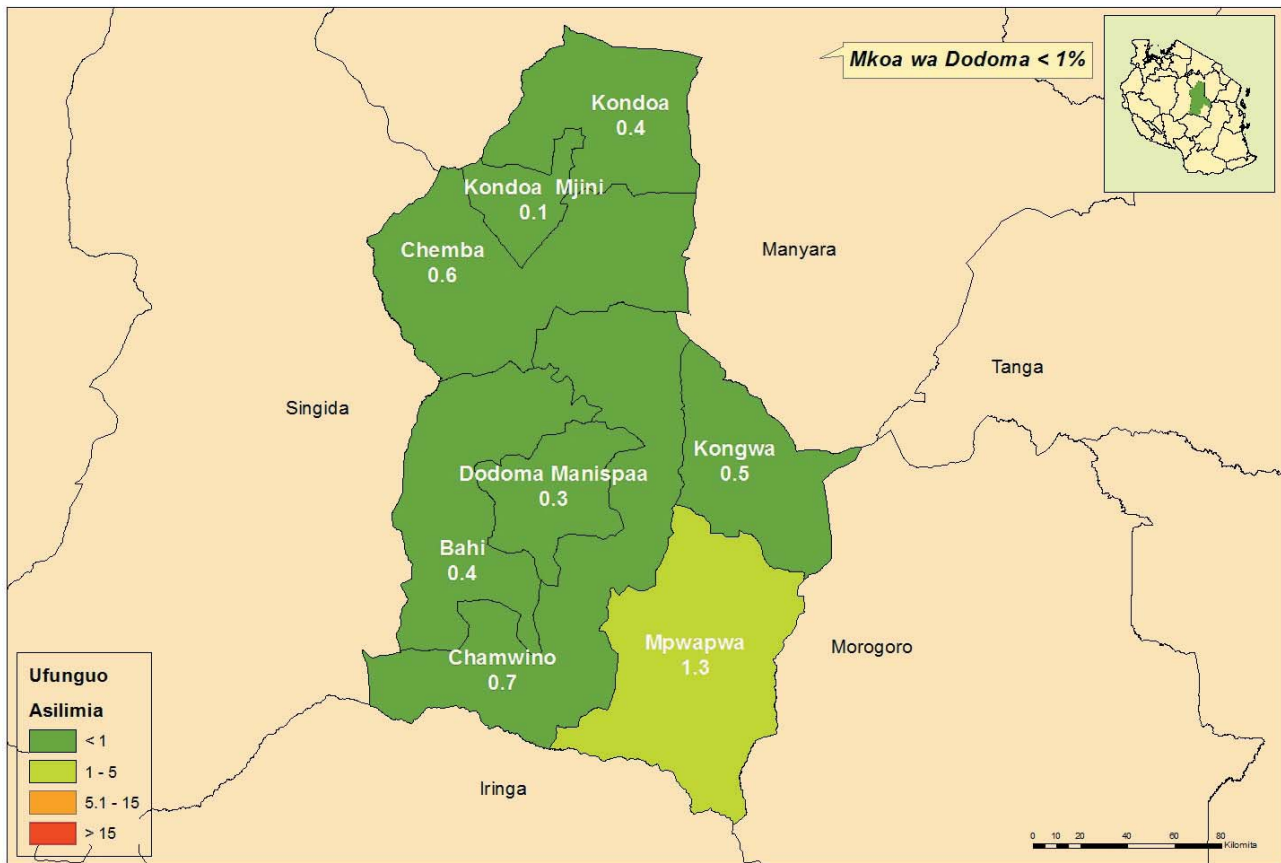 Mkoa wa Dodoma < 1%
Kondoa
0.4
Kondoa Mjini
0.1
Chemba
0.6
Manyara
Tanga
Singida
Kongwa
0.5
Dodoma Manispaa
0.3
Bahi
0.4
Mpwapwa
1.3
Morogoro
Chamwino
0.7
Iringa
Ufunguo
Asilimia
< 1
1 - 5
5.1 - 15
> 15
0 10 20 40 60 80
Kilomita